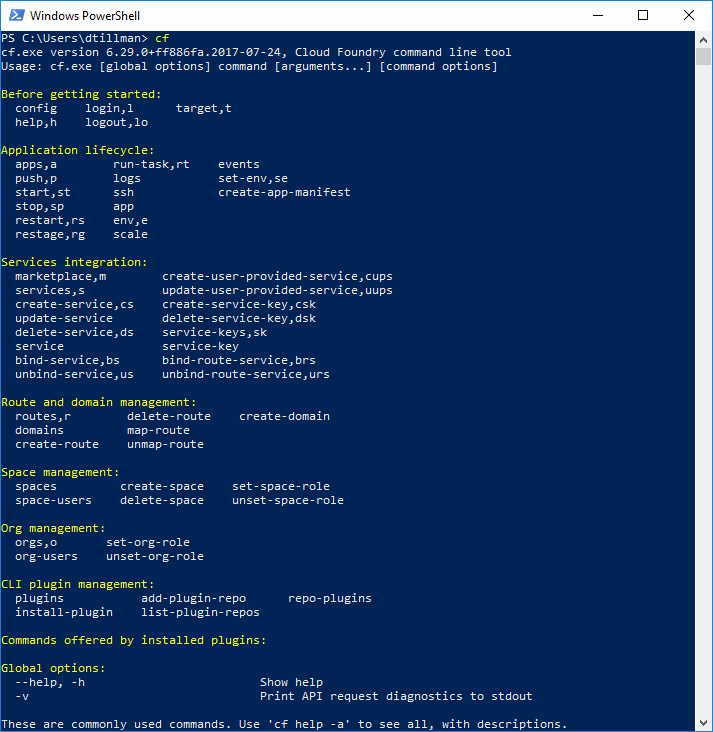 Windows PowerShell
PS C:\Users\dtillman> cf
cf.exe version 6.29.0+ff886fa.2017-07-24, Cloud Foundry command line tool
Usage: cf.exe [global options] command [arguments...] [command options]
Before getting started:
  config    login,l      target,t
  help,h    logout,lo
Application lifecycle:
  apps,a        run-task,rt    events
  push,p        logs           set-env,se
  start,st      ssh            create-app-manifest
  stop,sp       app
  restart,rs    env,e
  restage,rg    scale
Services integration:
  marketplace,m        create-user-provided-service,cups
  services,s           update-user-provided-service,uups
  create-service,cs    create-service-key,csk
  update-service       delete-service-key,dsk
  delete-service,ds    service-keys,sk
  service              service-key
  bind-service,bs      bind-route-service,brs
  unbind-service,us    unbind-route-service,urs
Route and domain management:
  routes,r        delete-route    create-domain
  domains         map-route
  create-route    unmap-route
Space management:
  spaces         create-space    set-space-role
  space-users    delete-space    unset-space-role
Org management:
  orgs,o       set-org-role
  org-users    unset-org-role
CLI plugin management:
  plugins           add-plugin-repo      repo-plugins
  install-plugin    list-plugin-repos
Commands offered by installed plugins:
Global options:
  --help, -h                         Show help
  -v                                 Print API request diagnostics to stdout
These are commonly used commands. Use 'cf help -a' to see all, with descriptions.